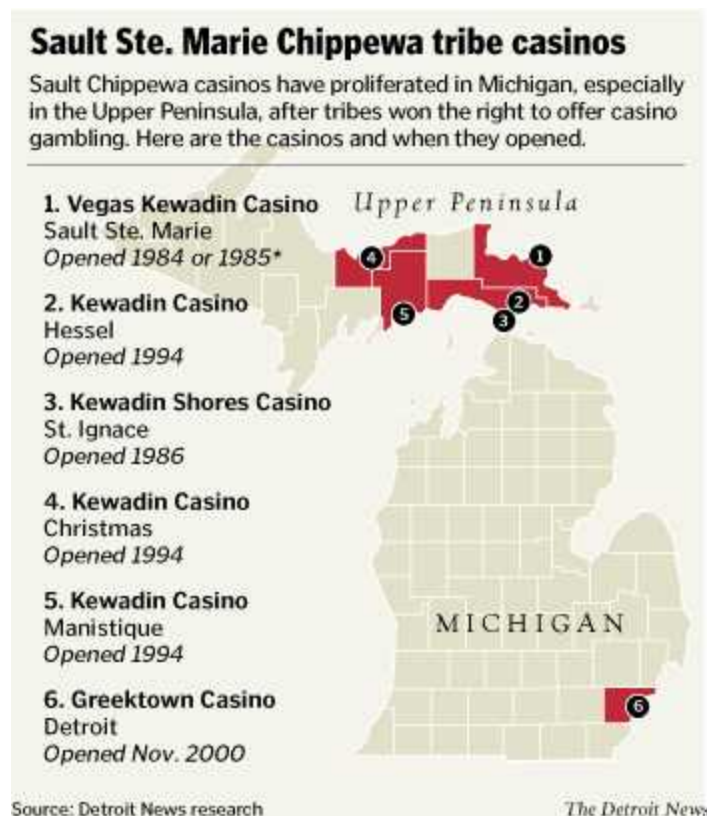 Sault Ste. Marie Chippewa tribe casinos
Sault Chippewa casinos have proliferated in Michigan, especially
in the Upper Peninsula, after tribes won the right to offer casino
gambling. Here are the casinos and when they opened.
1. Vegas Kewadin Casino
Sault Ste. Marie
Opened 1984 or 1985*
2. Kewadin Casino
Hessel
Opened 1994
3. Kewadin Shores Casino
St. Ignace
Opened 1986
4. Kewadin Casino
Christmas
Opened 1994
5. Kewadin Casino
Manistique
Opened 1994
6. Greektown Casino
Detroit
Opened Nov. 2000
Upper Peninsula
1
4
2
5
3
MICHIGAN
6
Source: Detroit News research
The Detroit News